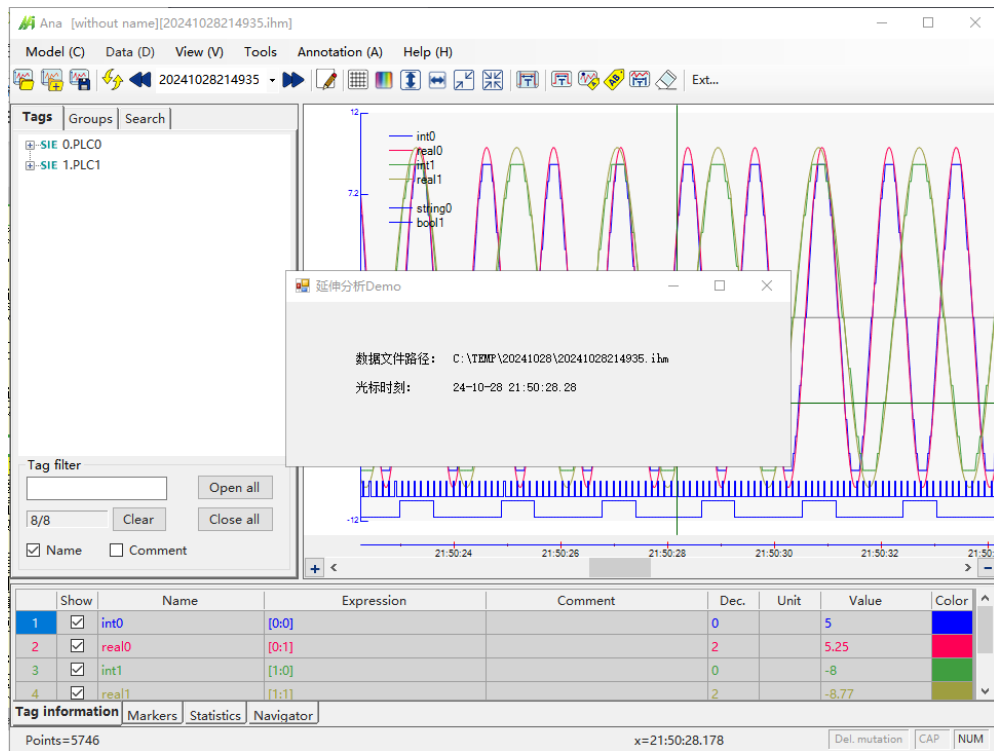 Ana [without name][20241028214935.ihm]
Model (C) Data (D) View (V) Tools Annotation (A) Help (H)
20241028214935 Ext...
Tags Groups Search
SIE 0.PLC0
SIE 1.PLC1
12
int0
real0
int1
7.2
real1
string0
bool1
延伸分析Demo
数据文件路径: C:\TEMP\20241028\20241028214935.ihm
光标时刻: 24-10-28 21:50:28.28
Tag filter
Open all
8/8 Clear Close all
Name Comment
-12
21:50:24 21:50:26 21:50:28 21:50:30 21:50:32 21:50:
Show Name Expression Comment Dec. Unit Value Color
1 int0 [0:0] 0 5
2 real0 [0:1] 2 5.25
3 int1 [1:0] 0 -8
4 real1 [1:1] 2 -8.77
Tag information Markers Statistics Navigator
Points=5746 x=21:50:28.178 Del. mutation CAP NUM